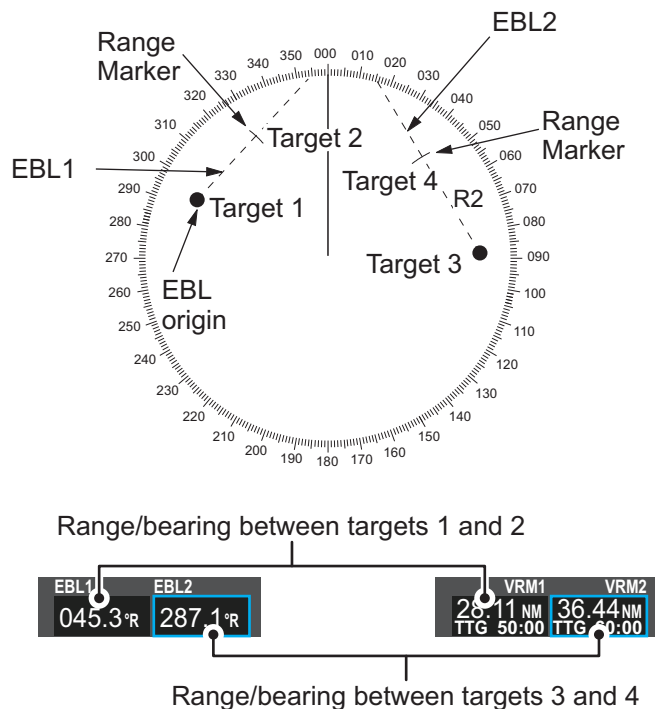 EBL2
Range
Marker
000
350
010
340
020
330
030
320
040
310
050
300
060
290
070
280
080
270
090
260
100
250
110
240
120
230
130
220
140
210
150
200
160
190
170
180
Target 2
Range
Marker
EBL1
Target 4
Target 1
R2
Target 3
EBL
origin
Range/bearing between targets 1 and 2
EBL1 EBL2
045.3°R 287.1°R
VRM1 VRM2
28.11 NM 36.44 NM
TTG 50:00 TTG 60:00
Range/bearing between targets 3 and 4